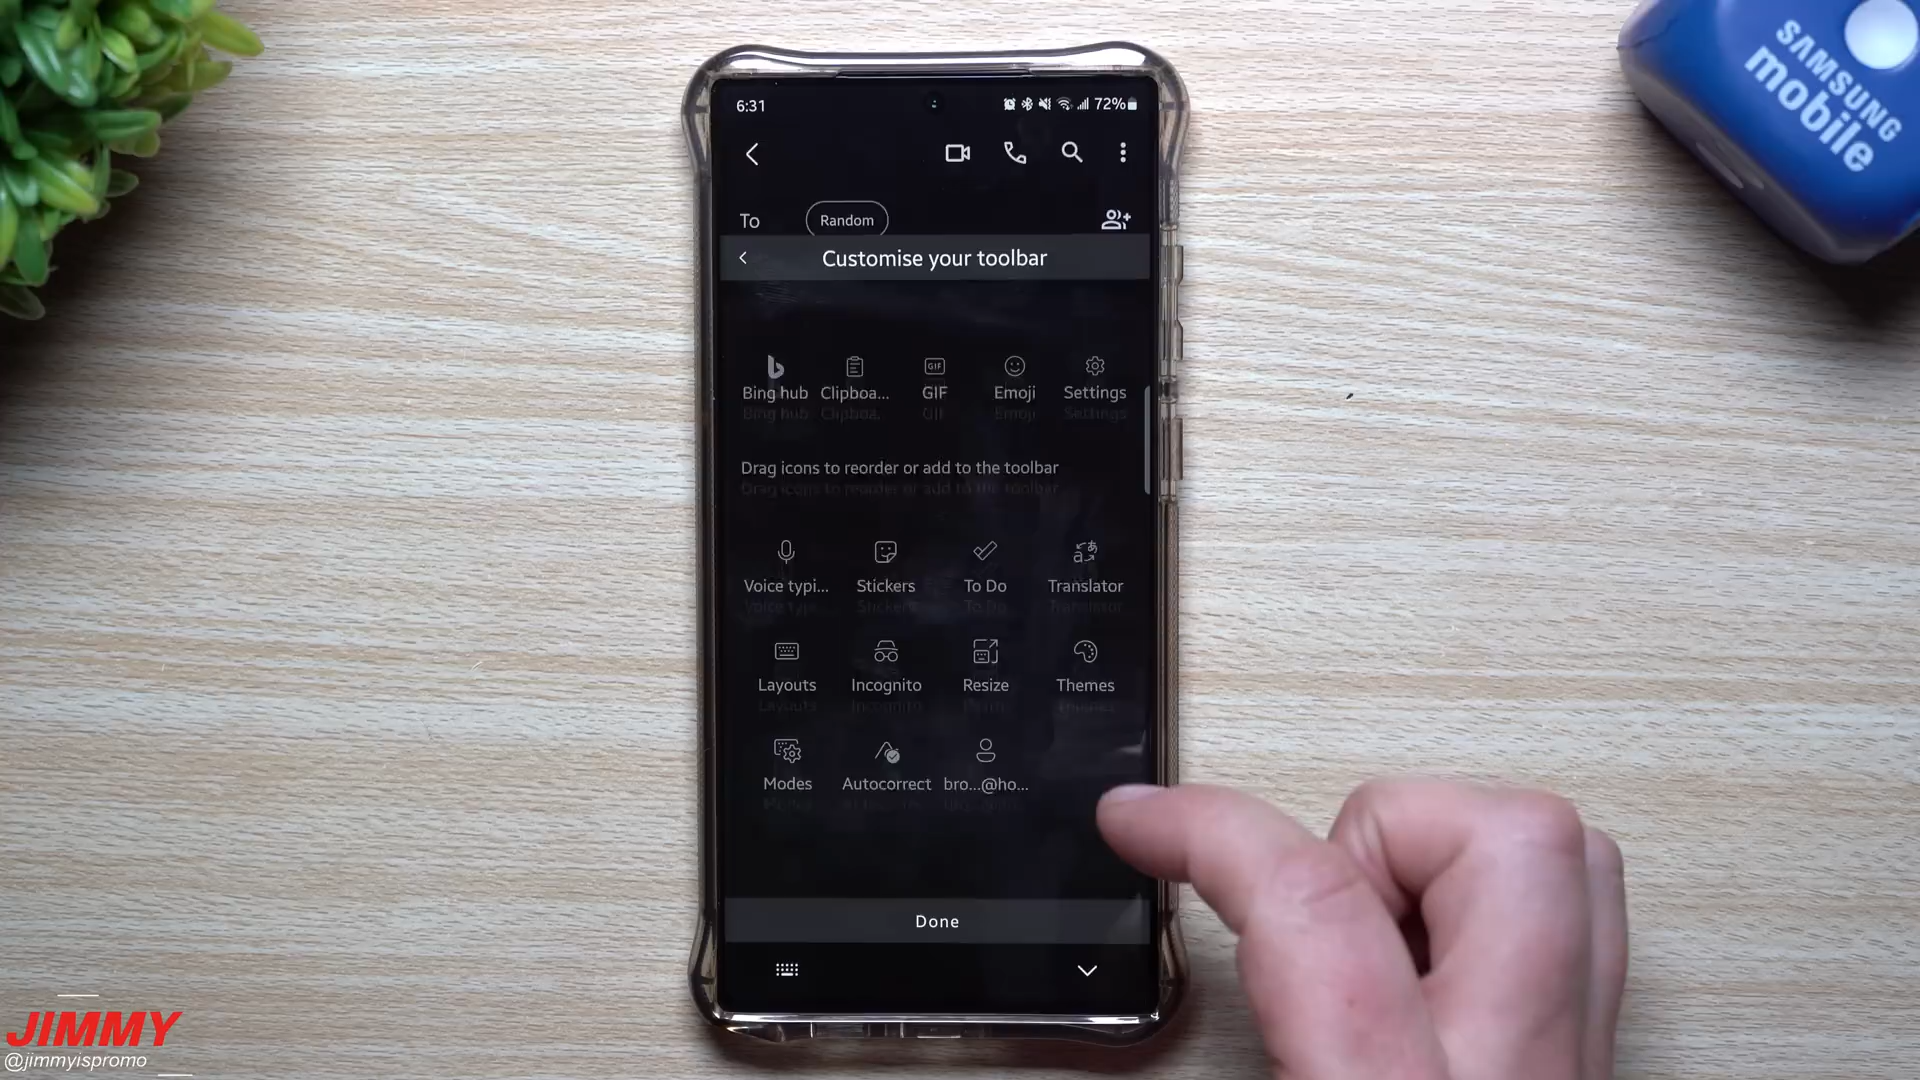 SAMSUNG
mobile
6:31
72%
To
Random
Customise your toolbar
Bing hub
Clipboa...
GIF
GIF
Emoji
Settings
Drag icons to reorder or add to the toolbar
Voice typi...
Stickers
To Do
Translator
Layouts
Incognito
Resize
Themes
Modes
Autocorrect
bro...@ho...
Done
JIMMY
@jimmyispromo